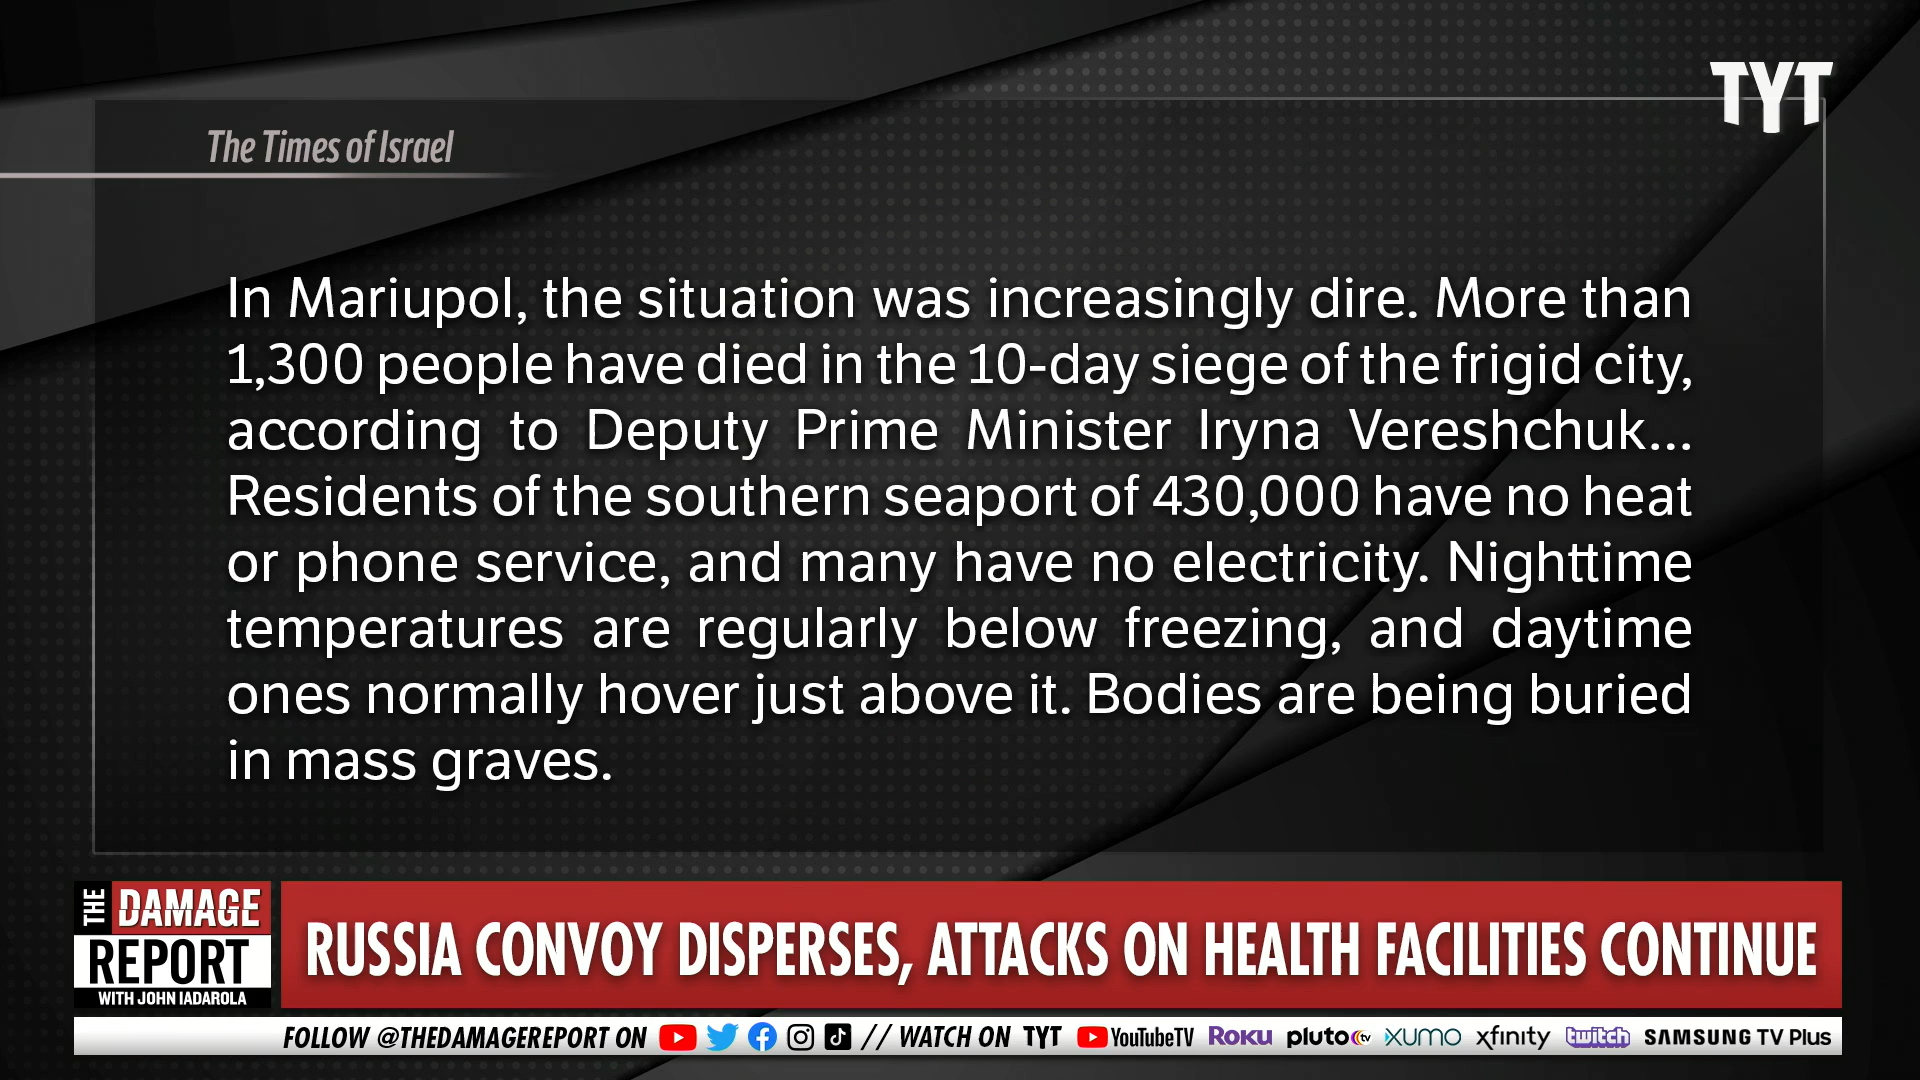 TYT
The Times of Israel
In Mariupol, the situation was increasingly dire. More than
1,300 people have died in the 10-day siege of the frigid city,
according to Deputy Prime Minister Iryna Vereshchuk...
Residents of the southern seaport of 430,000 have no heat
or phone service, and many have no electricity. Nighttime
temperatures are regularly below freezing, and daytime
ones normally hover just above it. Bodies are being buried
in mass graves.
THE DAMAGE
REPORT
WITH JOHN IADAROLA
RUSSIA CONVOY DISPERSES, ATTACKS ON HEALTH FACILITIES CONTINUE
FOLLOW @THEDAMAGEREPORT ON // WATCH ON TYT YouTubeTV ROKU pluto tv XUMO xfinity twitch SAMSUNG TV Plus